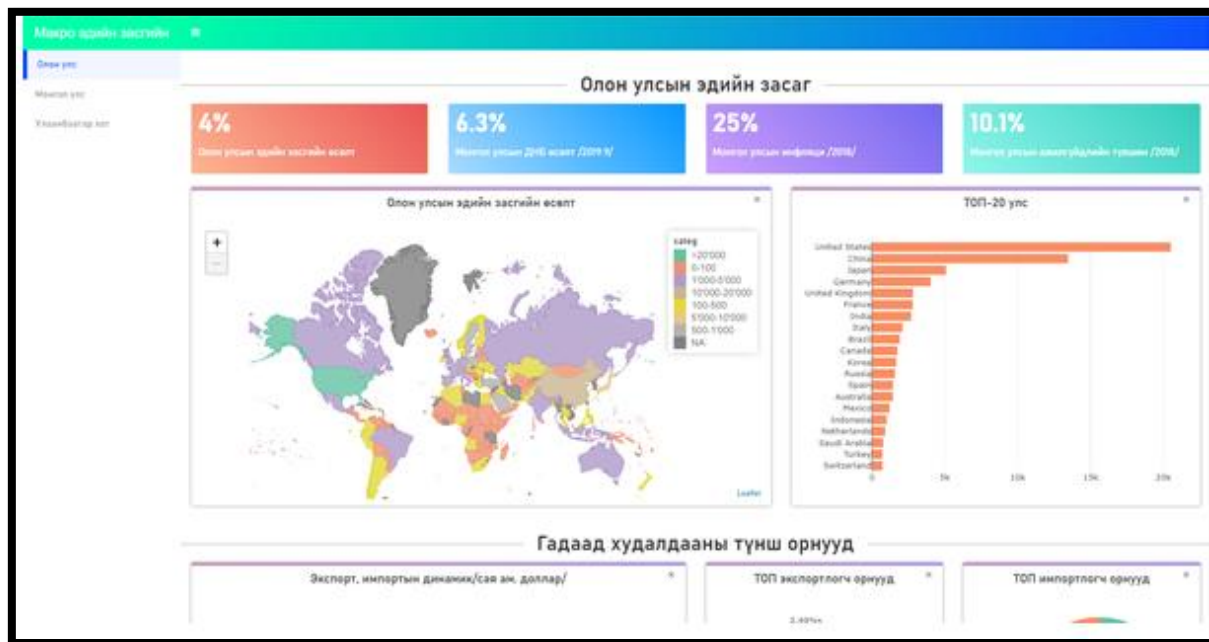 Макро эдийн засгийн
Олон улс
Монгол улс
Улаанбаатар хот
Олон улсын эдийн засаг
4%
Олон улсын эдийн засгийн өсөлт
6.3%
Монгол улсын ДНБ өсөлт /2019.9/
25%
Монгол улсын инфляци /2018/
10.1%
Монгол улсын ажилгүйдлийн түвшин /2018/
Олон улсын эдийн засгийн өсөлт
+
−
categ
>20'000
0-100
1'000-5'000
10'000-20'000
100-500
5'000-10'000
500-1'000
NA
Leaflet
ТОП-20 улс
United States
China
Japan
Germany
United Kingdom
France
India
Italy
Brazil
Canada
Korea
Russia
Spain
Australia
Mexico
Indonesia
Netherlands
Saudi Arabia
Turkey
Switzerland
0 5k 10k 15k 20k
Гадаад худалдааны түнш орнууд
Экспорт, импортын динамик/сая ам. доллар/
ТОП экспортлогч орнууд
ТОП импортлогч орнууд